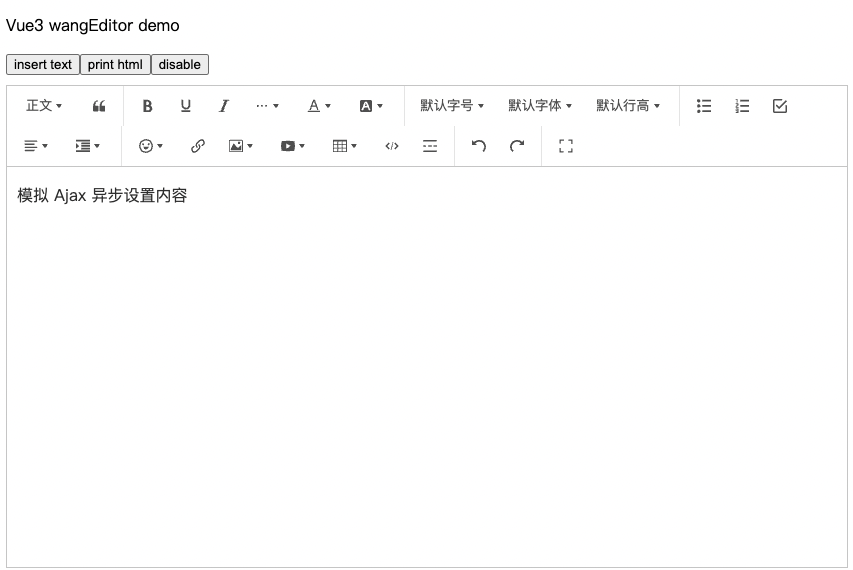 Vue3 wangEditor demo
insert text print html disable
正文 B U I A A 默认字号 默认字体 默认行高
模拟 Ajax 异步设置内容